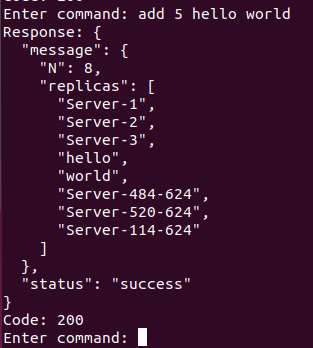 Enter command: add 5 hello world
Response: {
  "message": {
    "N": 8,
    "replicas": [
      "Server-1",
      "Server-2",
      "Server-3",
      "hello",
      "world",
      "Server-484-624",
      "Server-520-624",
      "Server-114-624"
    ]
  },
  "status": "success"
}
Code: 200
Enter command: